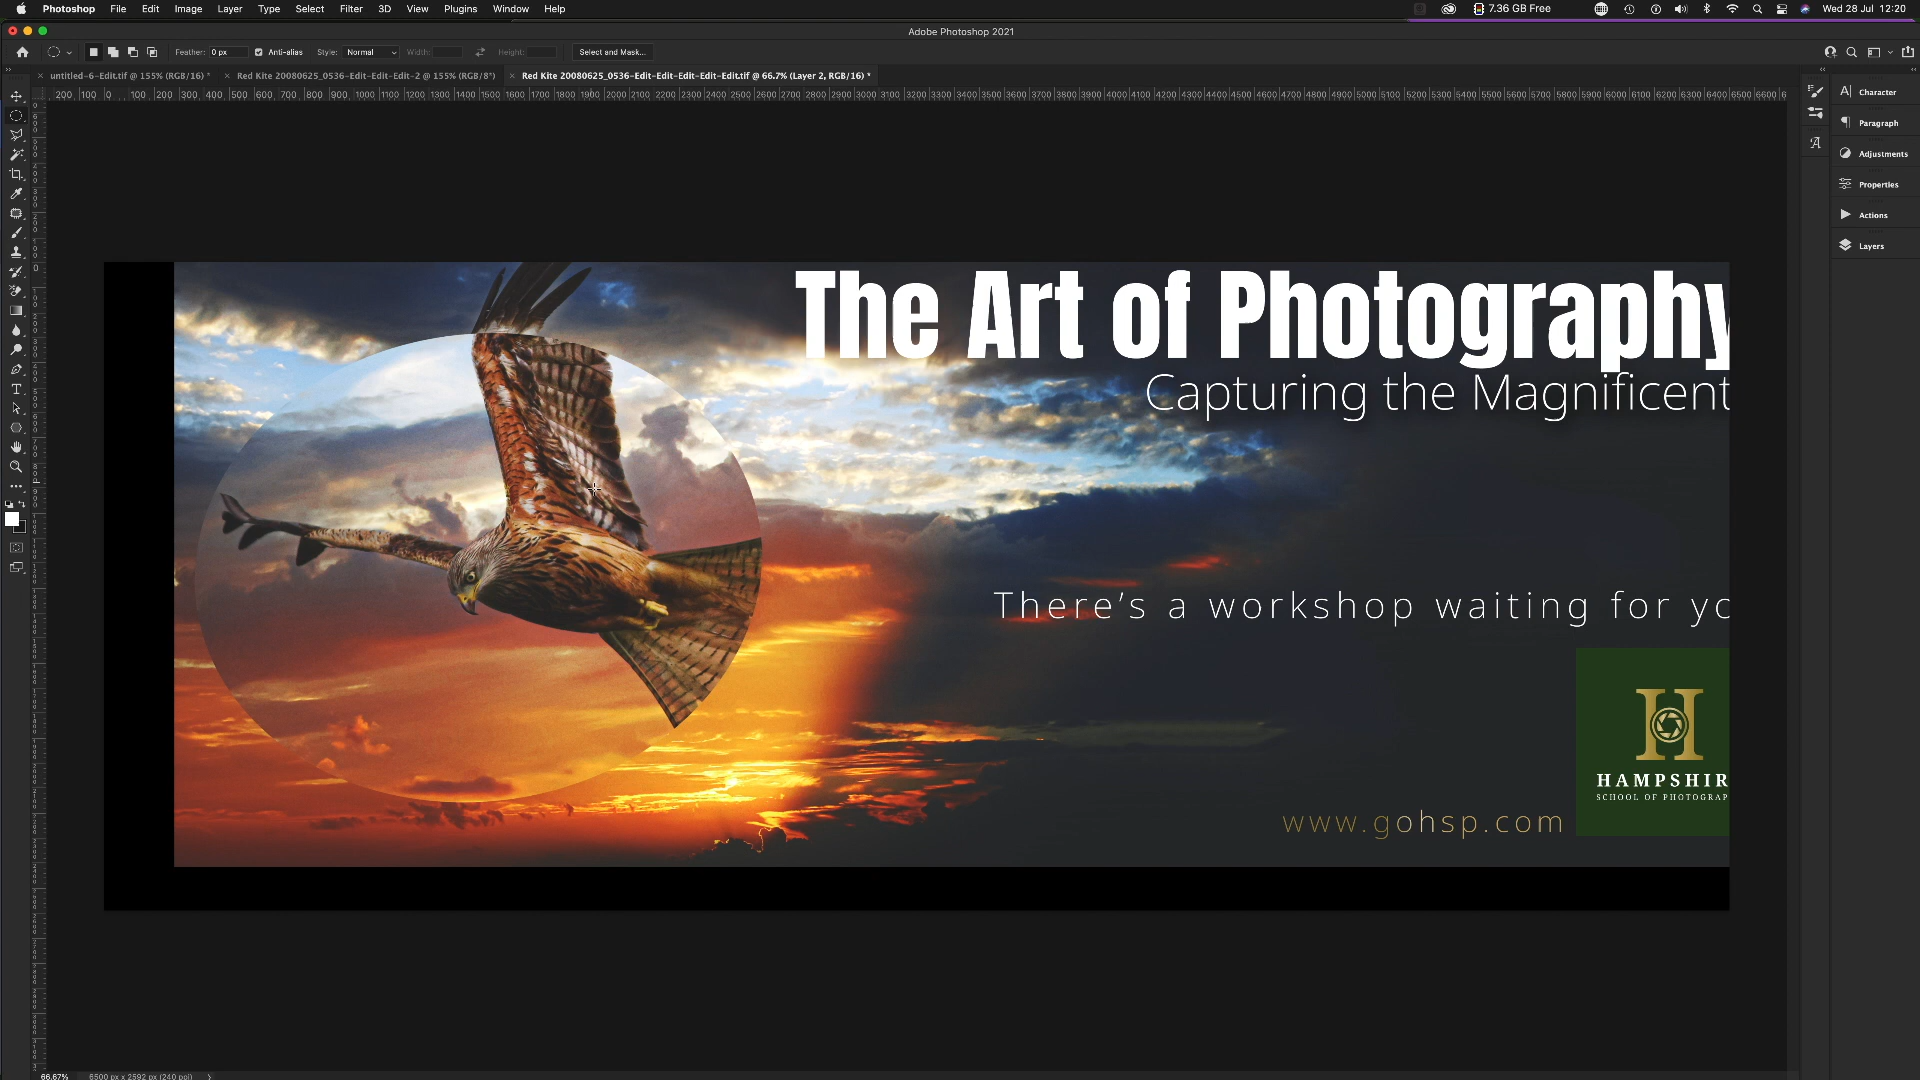 Photoshop File Edit Image Layer Type Select Filter 3D View Plugins Window Help 7.36 GB Free Wed 28 Jul 12:20
Adobe Photoshop 2021
Feather: 0 px Anti-alias Style: Normal Width: Height: Select and Mask...
untitled-6-Edit.tif @ 155% (RGB/16) * Red Kite 20080625_0536-Edit-Edit-Edit-2 @ 155% (RGB/8*) Red Kite 20080625_0536-Edit-Edit-Edit-Edit-Edit.tif @ 66.7% (Layer 2, RGB/16) *
Character
Paragraph
Adjustments
Properties
Actions
Layers
The Art of Photography
Capturing the Magnificent
There's a workshop waiting for yo
HAMPSHIR
SCHOOL OF PHOTOGRAP
www.gohsp.com
66.67% 6500 px x 2592 px (240 ppi)